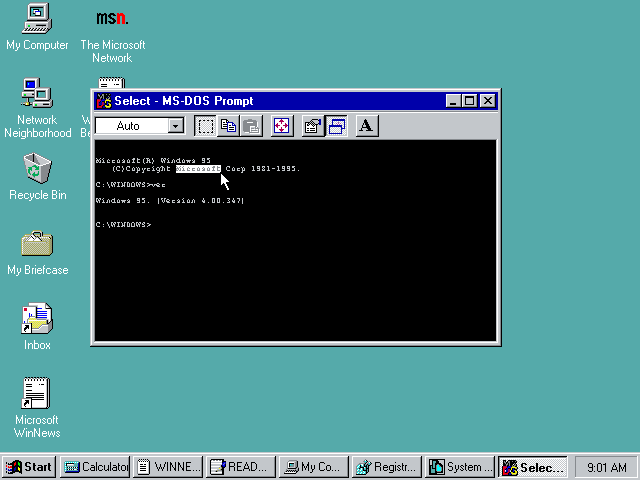 My Computer
msn.
The Microsoft
Network
Network
Neighborhood
Recycle Bin
My Briefcase
Inbox
Microsoft
WinNews
Select - MS-DOS Prompt
Auto
A
Microsoft(R) Windows 95
(C)Copyright Microsoft Corp 1981-1995.
C:\WINDOWS>ver
Windows 95. [Version 4.00.347]
C:\WINDOWS>
Start
Calculator
WINNE...
READ...
My Co...
Registr...
System ...
Selec...
9:01 AM